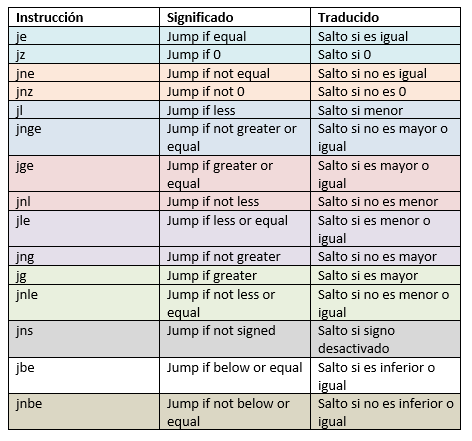 Instrucción Significado Traducido
je Jump if equal Salto si es igual
jz Jump if 0 Salto si 0
jne Jump if not equal Salto si no es igual
jnz Jump if not 0 Salto si no es 0
jl Jump if less Salto si menor
jnge Jump if not greater or Salto si no es mayor o
equal igual
jge Jump if greater or Salto si es mayor o
equal igual
jnl Jump if not less Salto si no es menor
jle Jump if less or equal Salto si es menor o
igual
jng Jump if not greater Salto si no es mayor
jg Jump if greater Salto si es mayor
jnle Jump if not less or Salto si no es menor o
equal igual
jns Jump if not signed Salto si signo
desactivado
jbe Jump if below or equal Salto si es inferior o
igual
jnbe Jump if not below or Salto si no es inferior o
equal igual